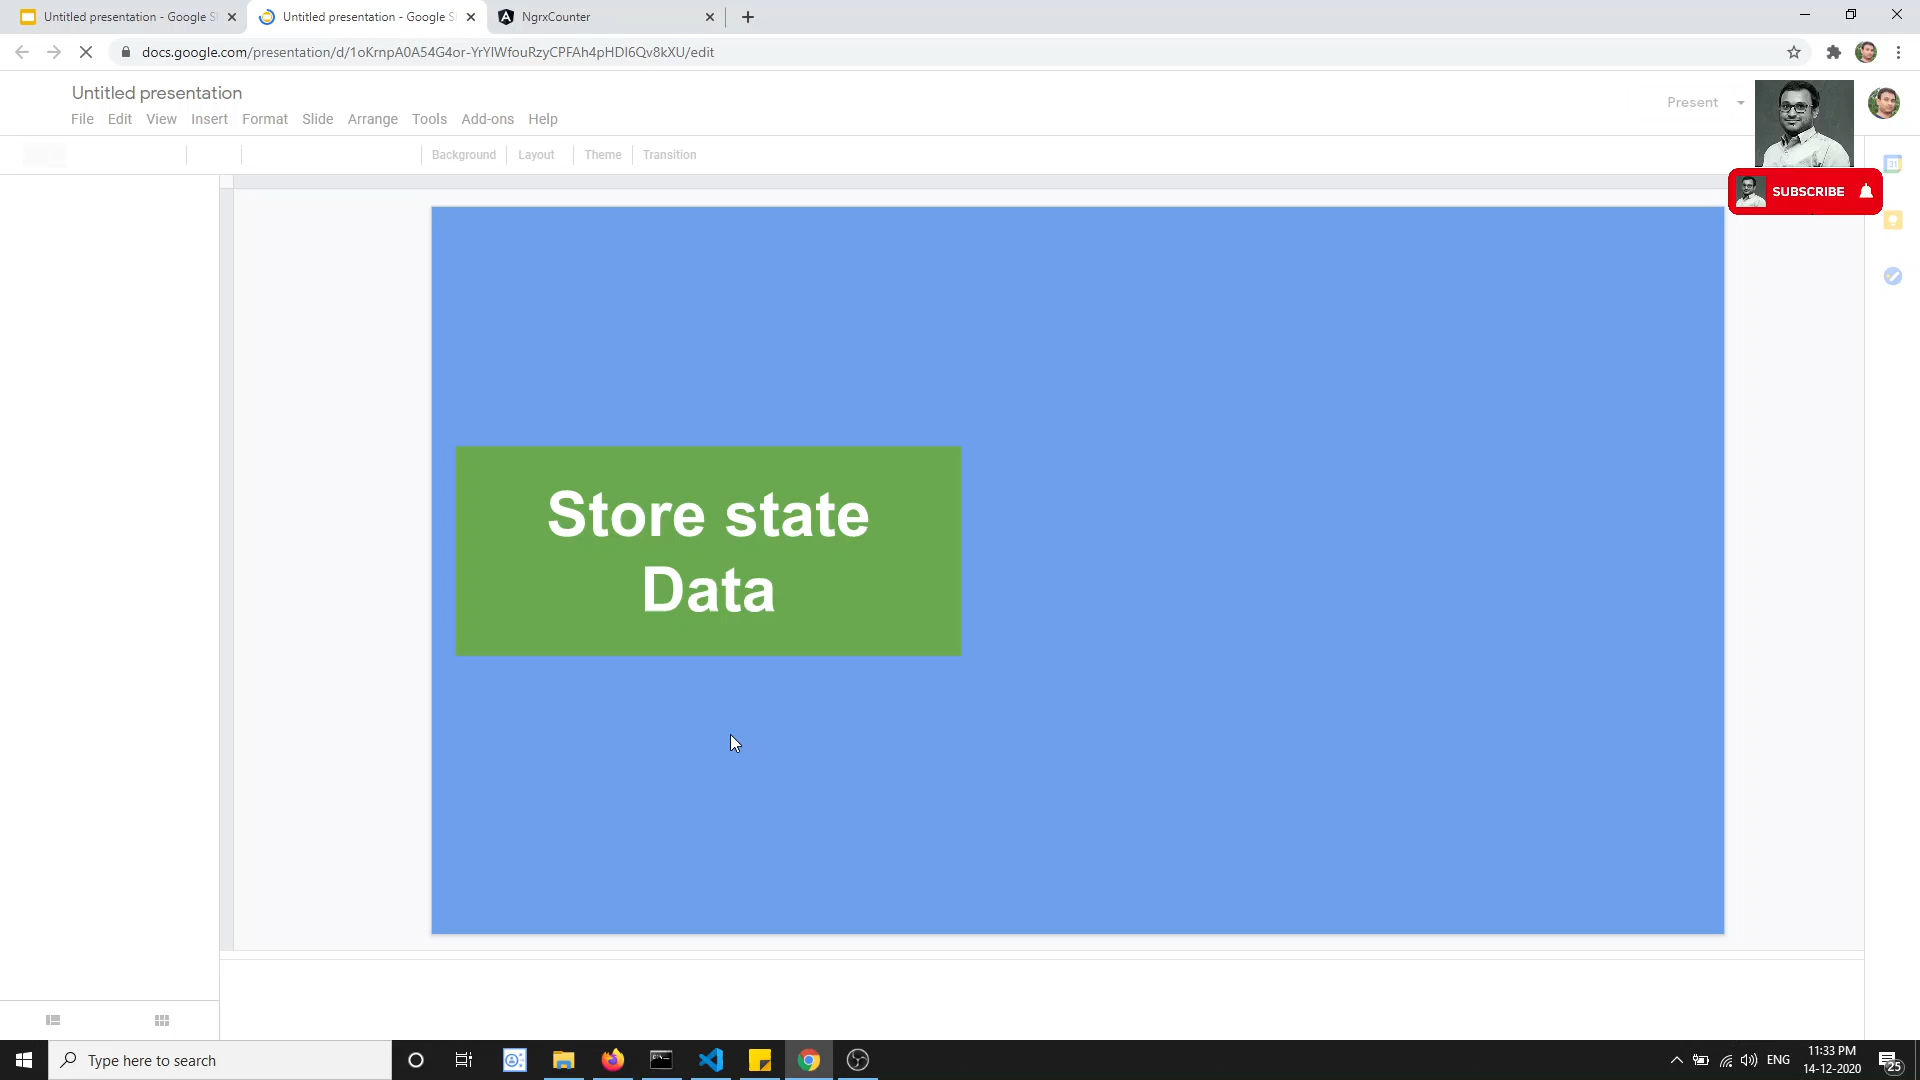 Untitled presentation - Google S
Untitled presentation - Google S
NgrxCounter
docs.google.com/presentation/d/1oKrnpA0A54G4or-YrYlWfouRzyCPFAh4pHDl6Qv8kXU/edit
Untitled presentation
File Edit View Insert Format Slide Arrange Tools Add-ons Help
Present
Background Layout Theme Transition
31
SUBSCRIBE
Store state
Data
Type here to search
ENG
11:33 PM
14-12-2020
25